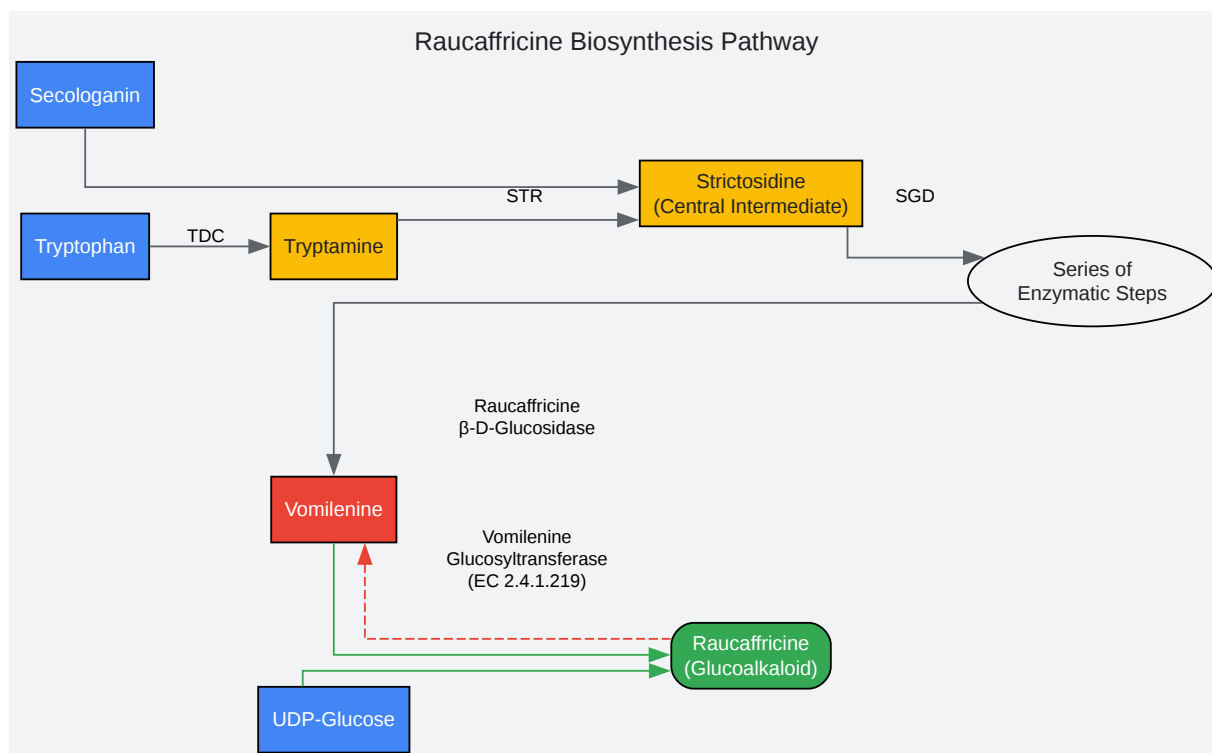 Raucaffricine Biosynthesis Pathway
Secologanin
Strictosidine
(Central Intermediate)
STR
SGD
Tryptophan
TDC
Tryptamine
Series of
Enzymatic Steps
Raucaffricine
β-D-Glucosidase
Vomilenine
Vomilenine
Glucosyltransferase
(EC 2.4.1.219)
Raucaffricine
(Glucoalkaloid)
UDP-Glucose